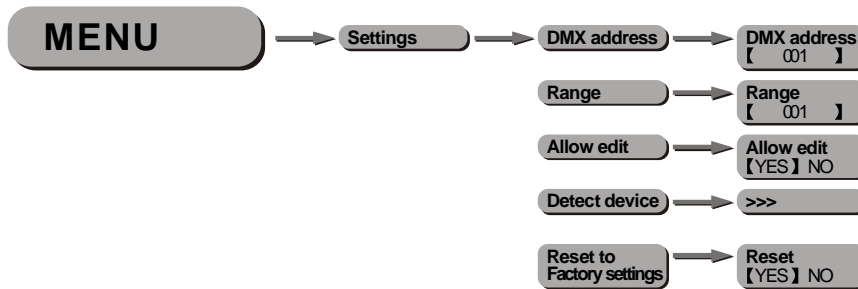 MENU
Settings
DMX address
DMX address
【 001 】
Range
Range
【 001 】
Allow edit
Allow edit
【YES】NO
Detect device
>>>
Reset to
Factory settings
Reset
【YES】NO